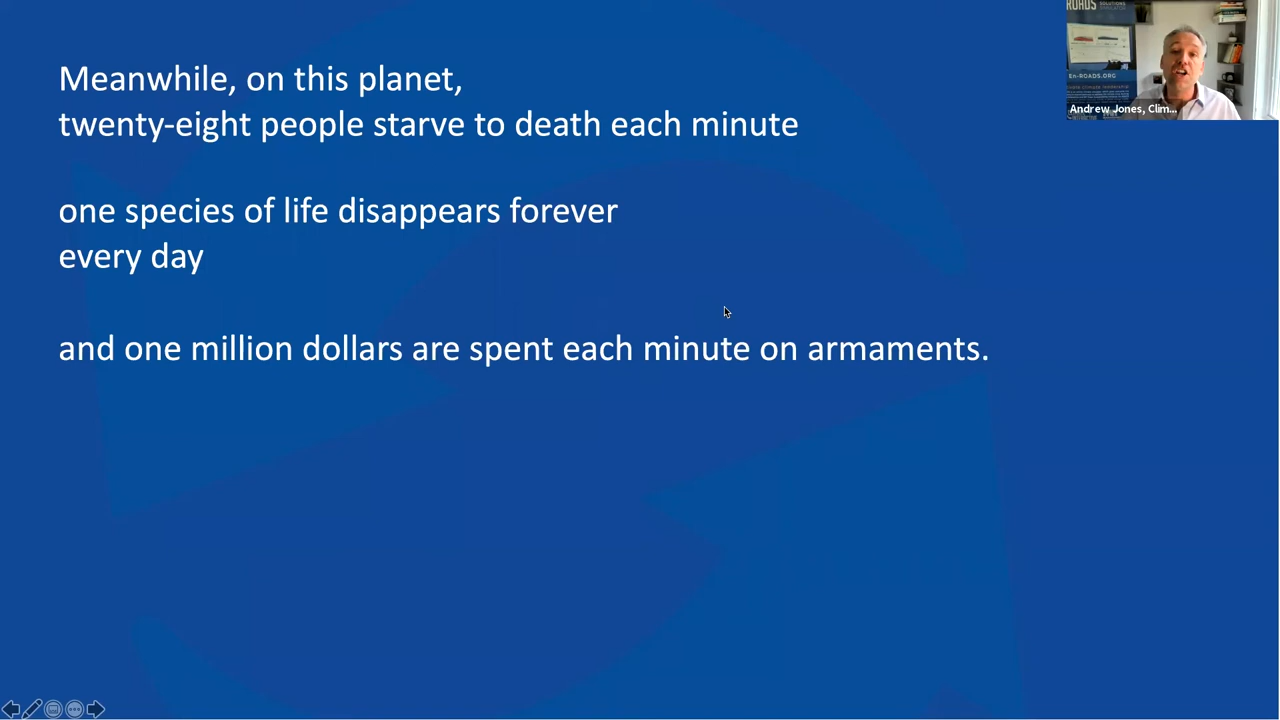 Meanwhile, on this planet,
twenty-eight people starve to death each minute
one species of life disappears forever
every day
and one million dollars are spent each minute on armaments.
En-ROADS.ORG
Andrew Jones, Clim...